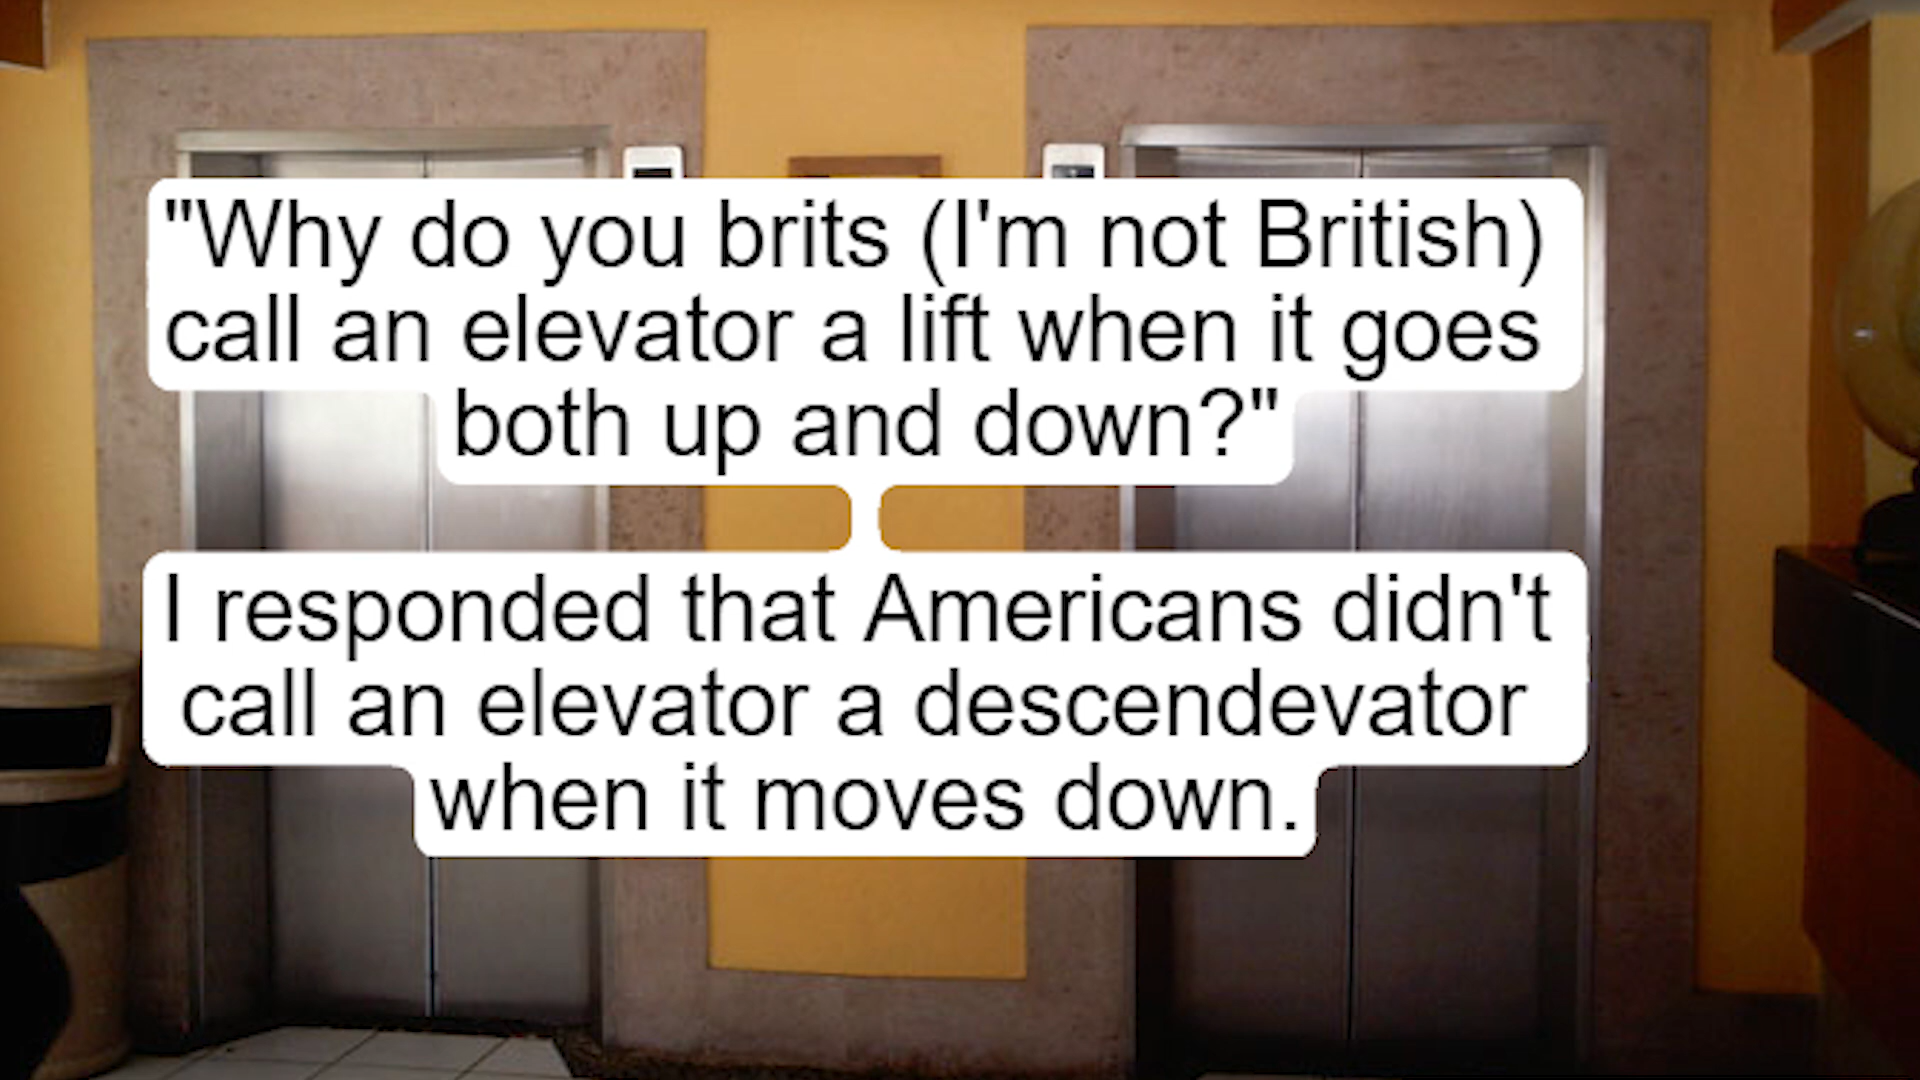 "Why do you brits (I'm not British)
call an elevator a lift when it goes
both up and down?"
I responded that Americans didn't
call an elevator a descendevator
when it moves down.